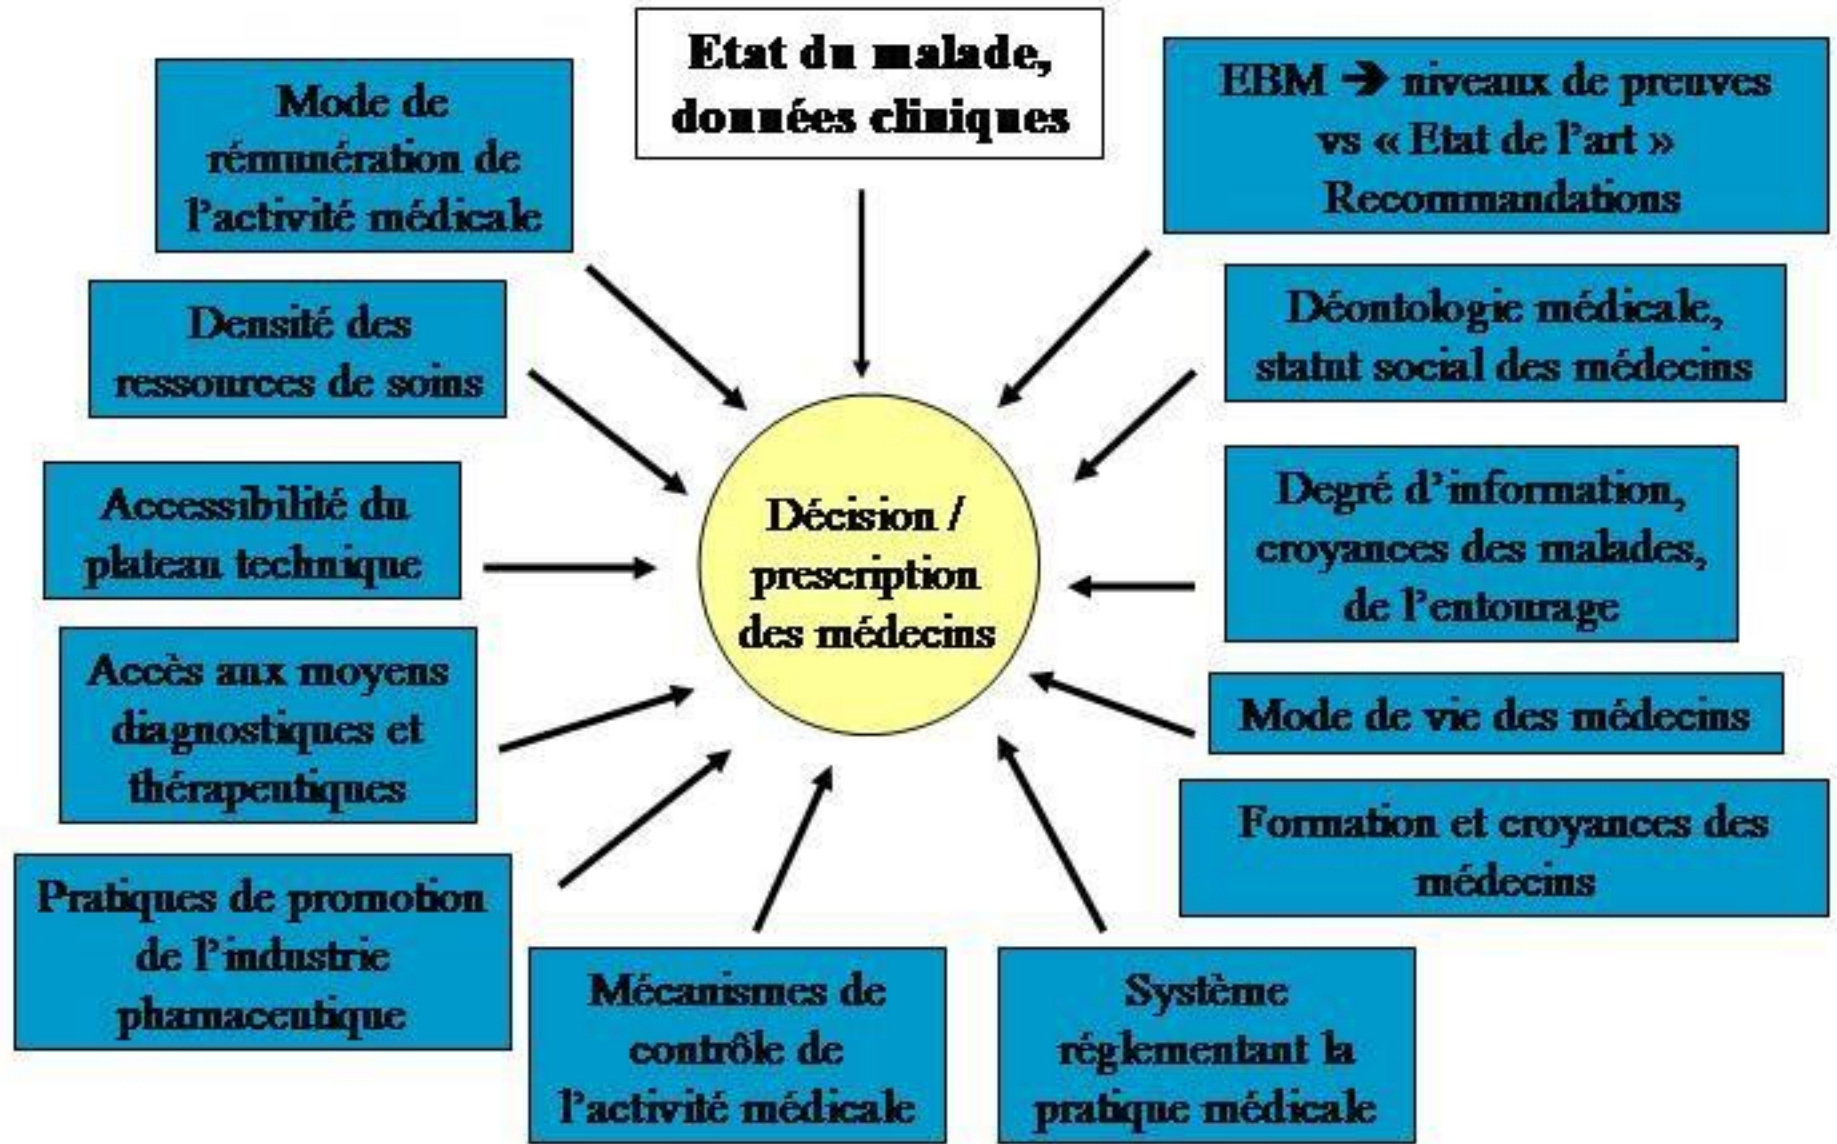 Etat du malade,
données cliniques
Mode de
rémunération de
l'activité médicale
Densité des
ressources de soins
Accessibilité du
plateau technique
Accès aux moyens
diagnostiques et
thérapeutiques
Pratiques de promotion
de l'industrie
phamaceutique
Mécanismes de
contrôle de
l'activité médicale
Système
réglementant la
pratique médicale
Décision /
prescription
des médecins
EBM ➔ niveaux de preuves
vs « Etat de l'art »
Recommandations
Déontologie médicale,
statut social des médecins
Degré d'information,
croyances des malades,
de l'entourage
Mode de vie des médecins
Formation et croyances des
médecins